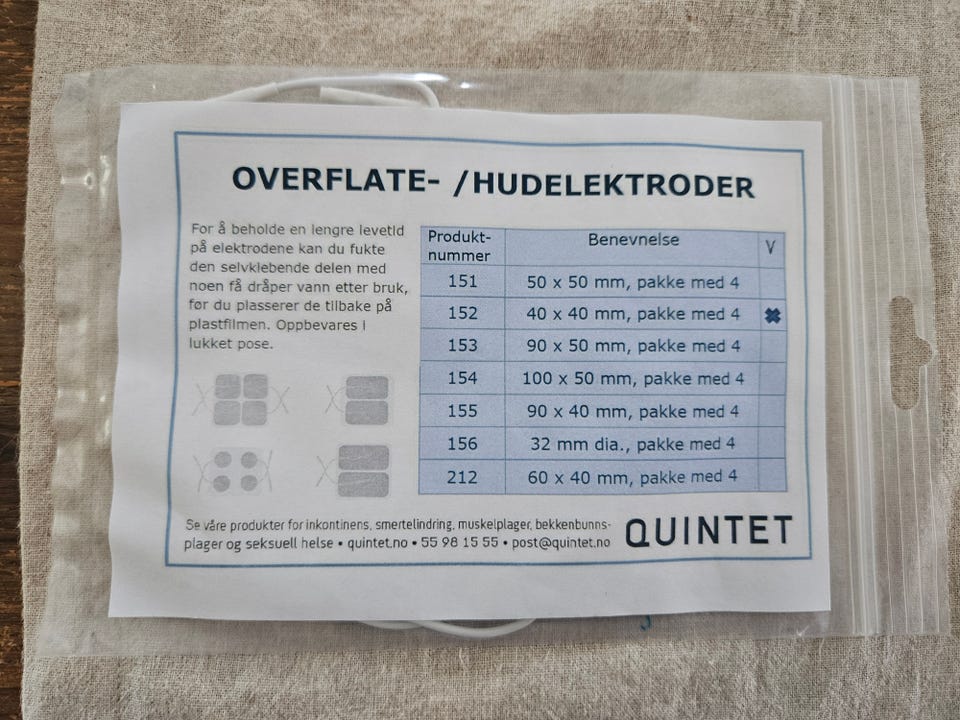 OVERFLATE- /HUDELEKTRODER
For å beholde en lengre levetid
på elektrodene kan du fukte
den selvklebende delen med
noen få dråper vann etter bruk,
før du plasserer de tilbake på
plastfilmen. Oppbevares i
lukket pose.
Produkt-
nummer Benevnelse V
151 50 x 50 mm, pakke med 4
152 40 x 40 mm, pakke med 4 ✖
153 90 x 50 mm, pakke med 4
154 100 x 50 mm, pakke med 4
155 90 x 40 mm, pakke med 4
156 32 mm dia., pakke med 4
212 60 x 40 mm, pakke med 4
Se våre produkter for inkontinens, smertelindring, muskelplager, bekkenbunns-
plager og seksuell helse • quintet.no • 55 98 15 55 • post@quintet.no
QUINTET